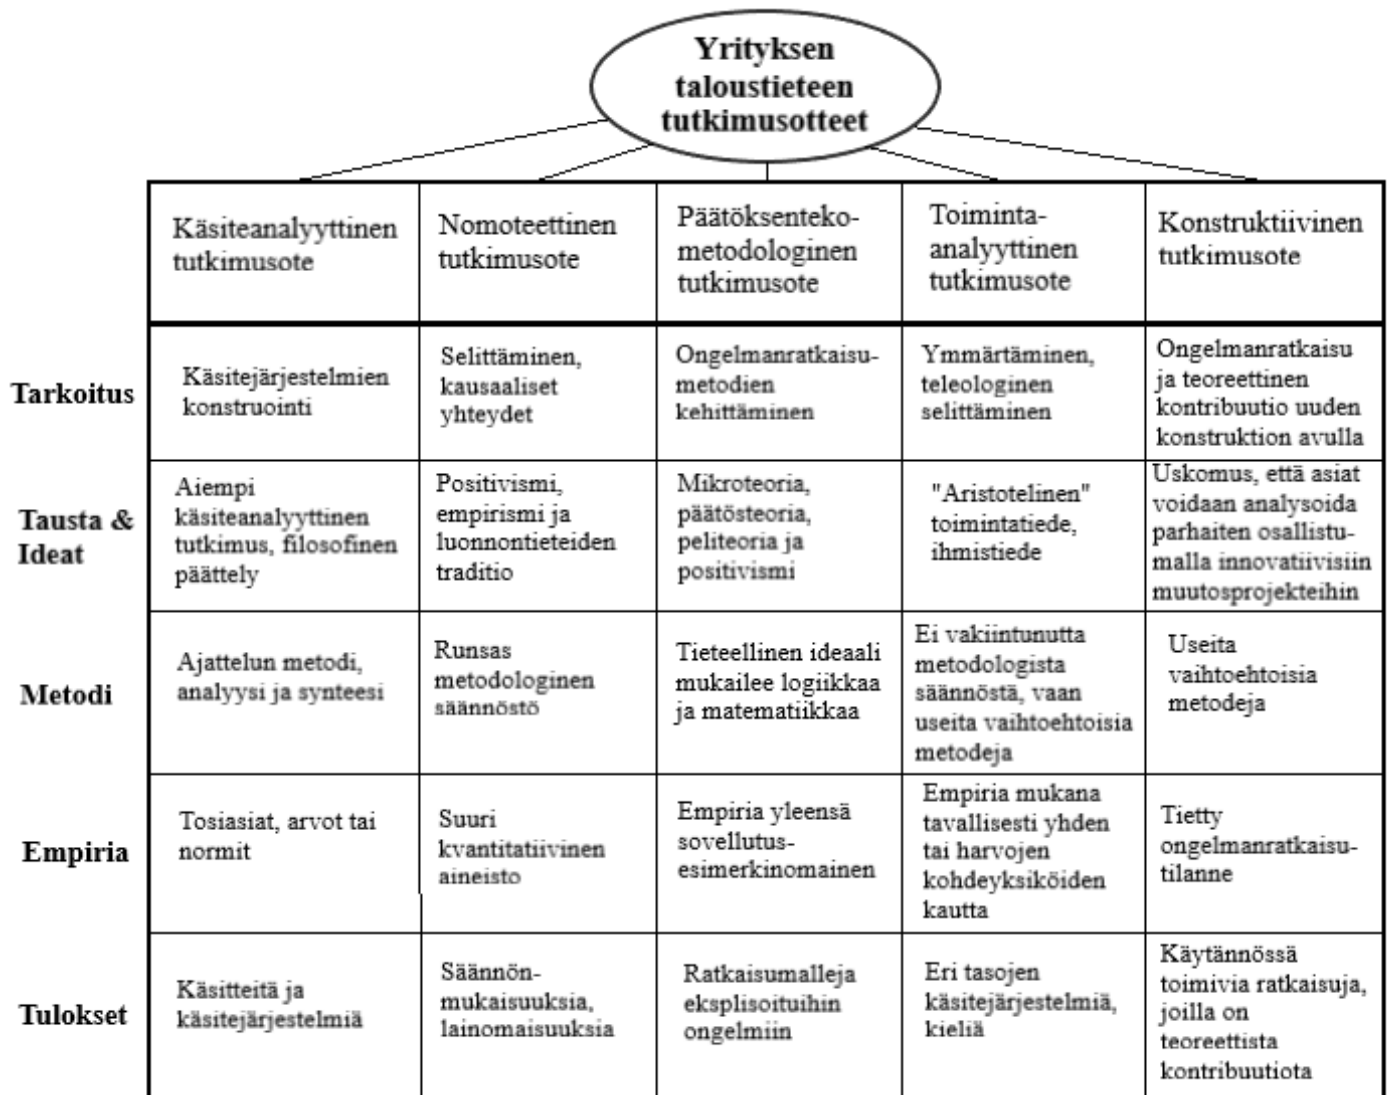 Yrityksen
taloustieteen
tutkimusotteet
Käsiteanalyyttinen
tutkimusote
Nomoteettinen
tutkimusote
Päätöksenteko-
metodologinen
tutkimusote
Toiminta-
analyyttinen
tutkimusote
Konstruktiivinen
tutkimusote
Tarkoitus
Käsitejärjestelmien
konstruointi
Selittäminen,
kausaaliset
yhteydet
Ongelmanratkaisu-
metodien
kehittäminen
Ymmärtäminen,
teleologinen
selittäminen
Ongelmanratkaisu
ja teoreettinen
kontribuutio uuden
konstruktion avulla
Tausta &
Ideat
Aiempi
käsiteanalyyttinen
tutkimus, filosofinen
päättely
Positivismi,
empirismi ja
luonnontieteiden
traditio
Mikroteoria,
päätösteoria,
peliteoria ja
positivismi
"Aristotelinen"
toimintatiede,
ihmistiede
Uskomus, että asiat
voidaan analysoida
parhaiten osallistu-
malla innovatiivisiin
muutosprojekteihin
Metodi
Ajattelun metodi,
analyysi ja synteesi
Runsas
metodologinen
säännöstö
Tieteellinen ideaali
mukailee logiikkaa
ja matematiikkaa
Ei vakiintunutta
metodologista
säännöstä, vaan
useita vaihtoehtoisia
metodeja
Useita
vaihtoehtoisia
metodeja
Empiria
Tosiasiat, arvot tai
normit
Suuri
kvantitatiivinen
aineisto
Empiria yleensä
sovellutus-
esimerkinomainen
Empiria mukana
tavallisesti yhden
tai harvojen
kohdeyksiköiden
kautta
Tietty
ongelmanratkaisu-
tilanne
Tulokset
Käsitteitä ja
käsitejärjestelmiä
Säännön-
mukaisuuksia,
lainomaisuuksia
Ratkaisumalleja
eksplisoituihin
ongelmiin
Eri tasojen
käsitejärjestelmiä,
kieliä
Käytännössä
toimivia ratkaisuja,
joilla on
teoreettista
kontribuutiota